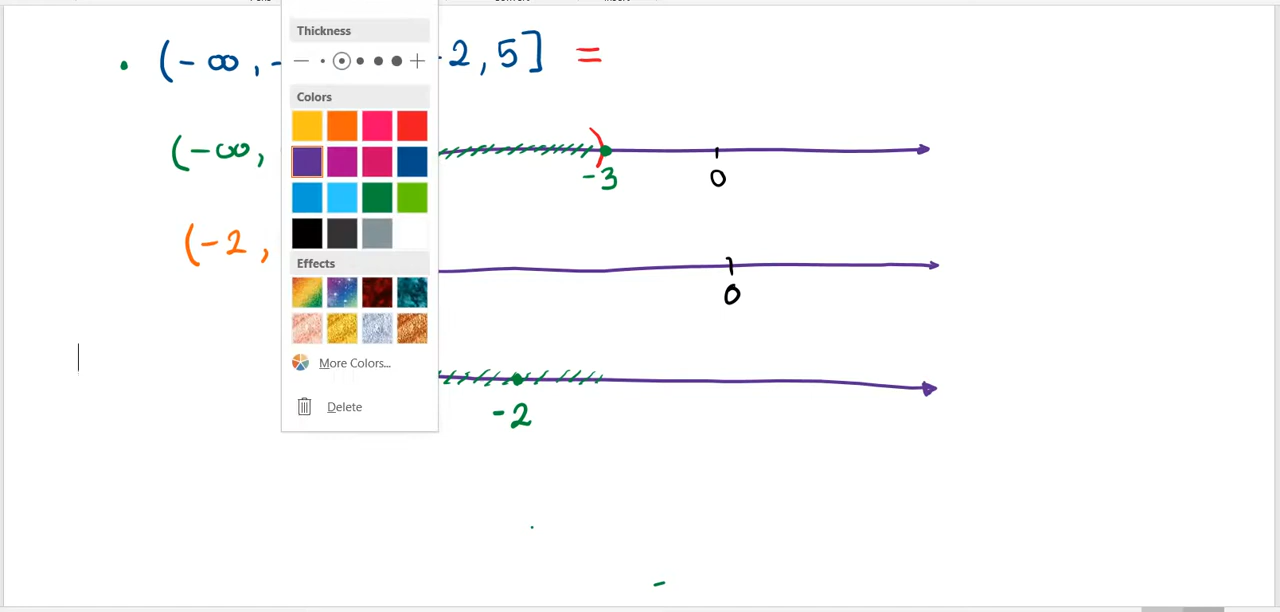 Thickness
Colors
Effects
More Colors...
Delete
(-∞, -
-2, 5] =
(-∞,
-3
0
(-2,
0
-2